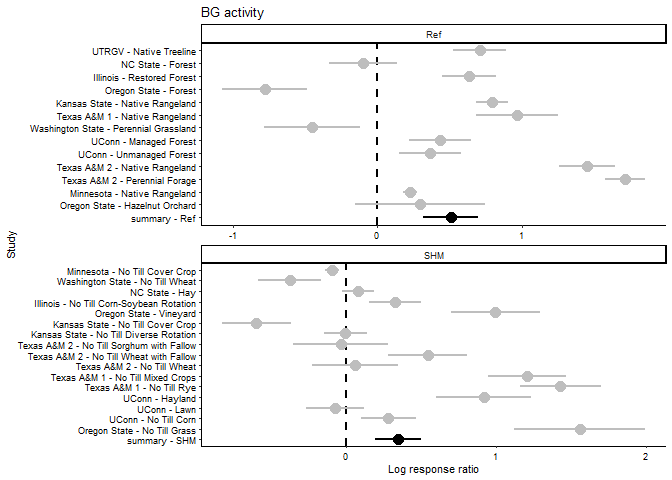 BG activity
Ref
UTRGV - Native Treeline
NC State - Forest
Illinois - Restored Forest
Oregon State - Forest
Kansas State - Native Rangeland
Texas A&M 1 - Native Rangeland
Washington State - Perennial Grassland
UConn - Managed Forest
UConn - Unmanaged Forest
Texas A&M 2 - Native Rangeland
Texas A&M 2 - Perennial Forage
Minnesota - Native Rangeland
Oregon State - Hazelnut Orchard
summary - Ref
-1 0 1
Study
SHM
Minnesota - No Till Cover Crop
Washington State - No Till Wheat
NC State - Hay
Illinois - No Till Corn-Soybean Rotation
Oregon State - Vineyard
Kansas State - No Till Cover Crop
Kansas State - No Till Diverse Rotation
Texas A&M 2 - No Till Sorghum with Fallow
Texas A&M 2 - No Till Wheat with Fallow
Texas A&M 2 - No Till Wheat
Texas A&M 1 - No Till Mixed Crops
Texas A&M 1 - No Till Rye
UConn - Hayland
UConn - Lawn
UConn - No Till Corn
Oregon State - No Till Grass
summary - SHM
0 1 2
Log response ratio